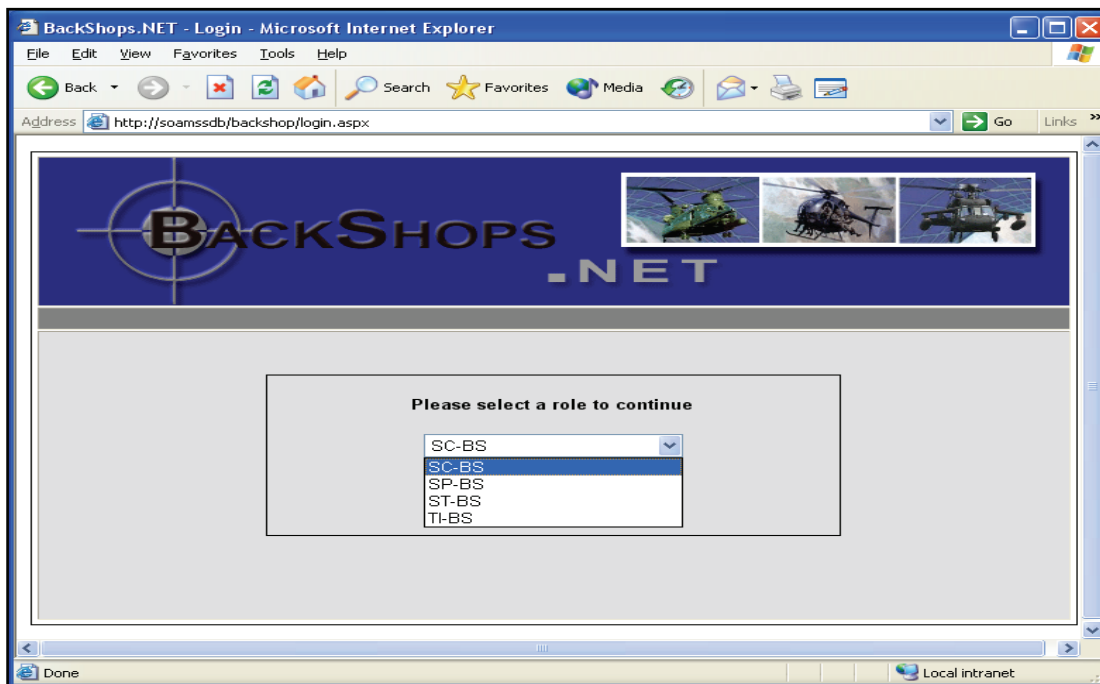 BackShops.NET - Login - Microsoft Internet Explorer
File Edit View Favorites Tools Help
Back Search Favorites Media
Address http://soamssdb/backshop/login.aspx Go Links »
BACKSHOPS
.NET
Please select a role to continue
SC-BS
SC-BS
SP-BS
ST-BS
TI-BS
Done Local intranet